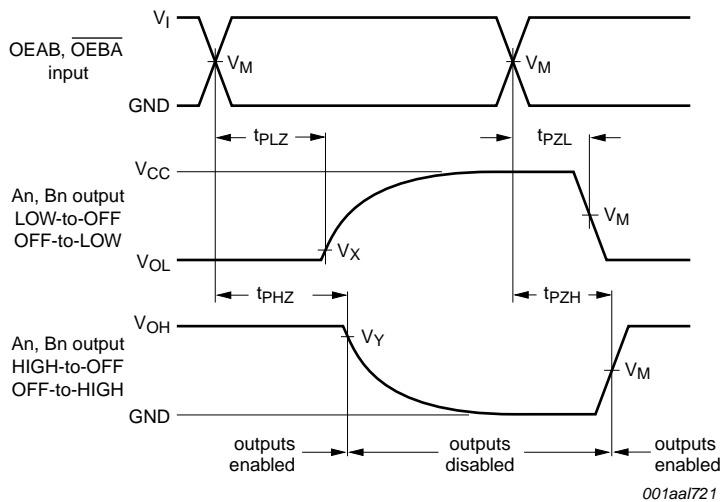 V_I
OEAB, OEBA
input
V_M
V_M
GND
t_PLZ
t_PZL
V_CC
An, Bn output
LOW-to-OFF
OFF-to-LOW
V_M
V_X
V_OL
t_PHZ
t_PZH
V_OH
An, Bn output
HIGH-to-OFF
OFF-to-HIGH
V_Y
V_M
GND
outputs
enabled
outputs
disabled
outputs
enabled
001aal721